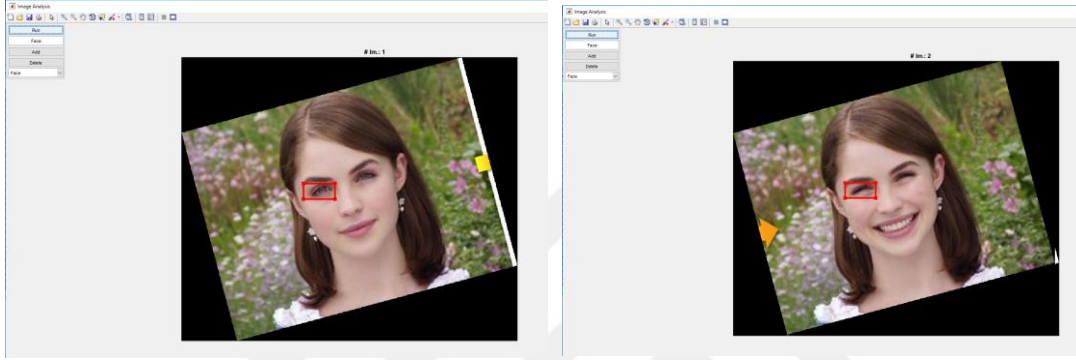 Image Analysis
Run
Face
Add
Delete
Face
# Im.: 1
Image Analysis
Run
Face
Add
Delete
Face
# Im.: 2